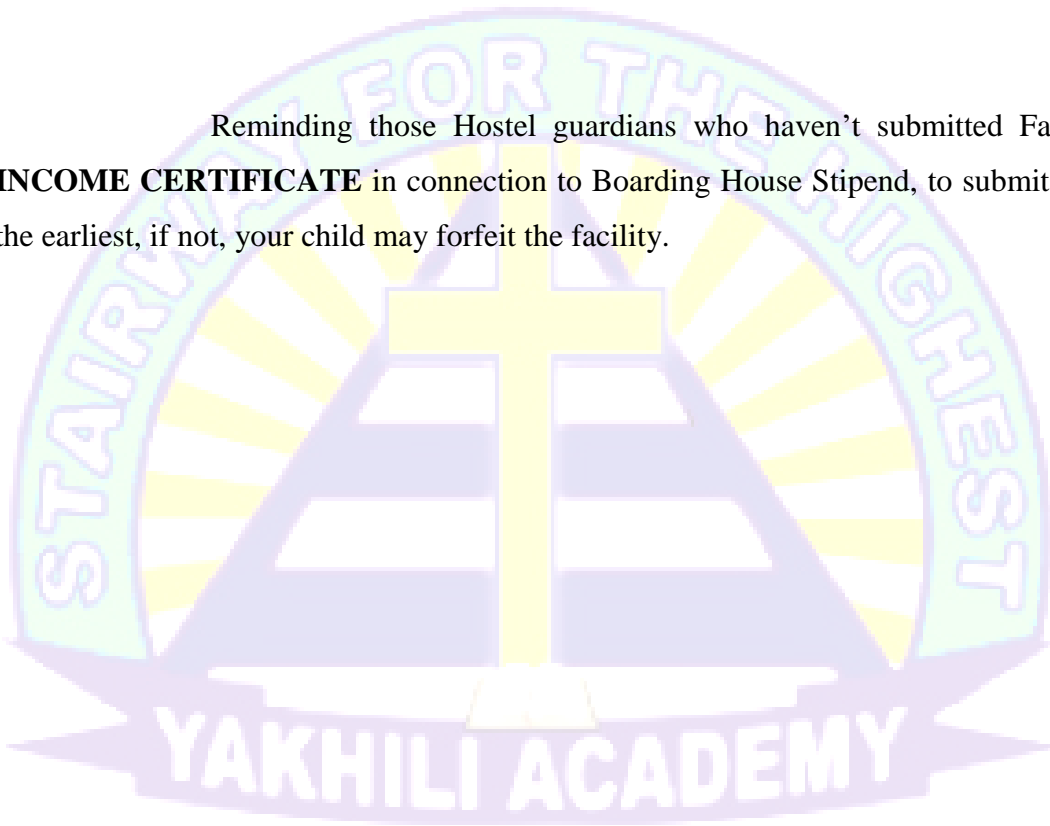 STAIRWAY FOR THE HIGHEST
Reminding those Hostel guardians who haven’t submitted Fa
INCOME CERTIFICATE in connection to Boarding House Stipend, to submit
the earliest, if not, your child may forfeit the facility.
YAKHILI ACADEMY